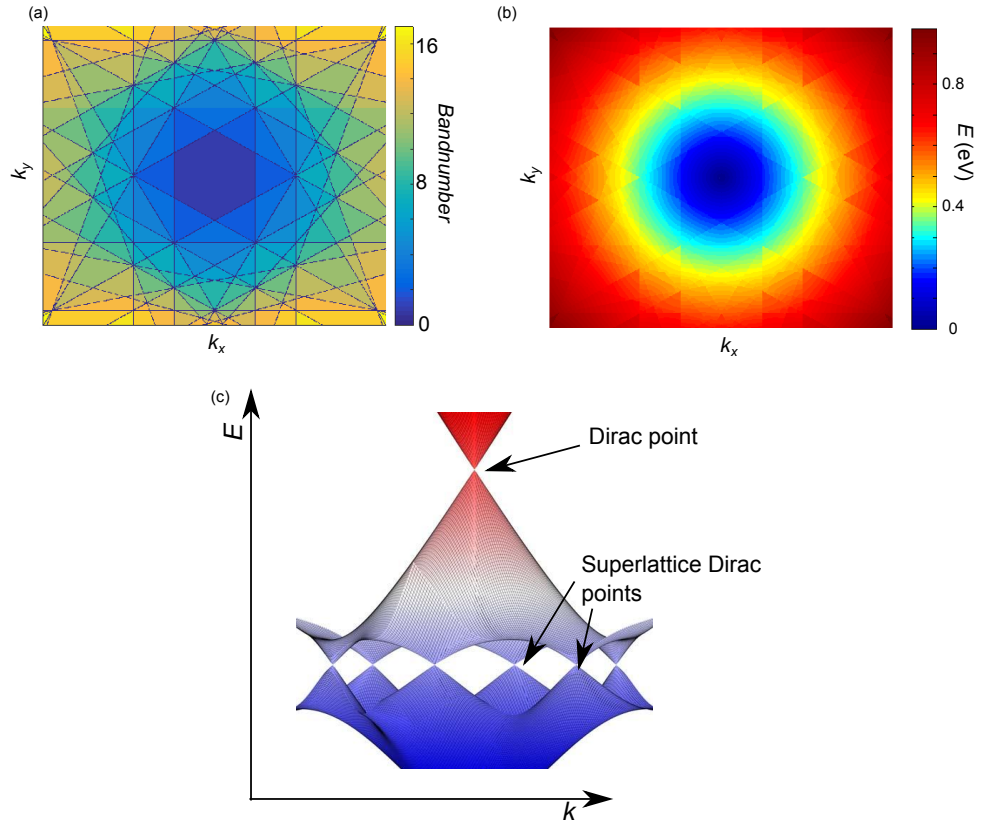 (a)
16
8
0
Bandnumber
k_y
k_x
(b)
0.8
0.4
0
E (eV)
k_y
k_x
(c)
E
Dirac point
Superlattice Dirac
points
k